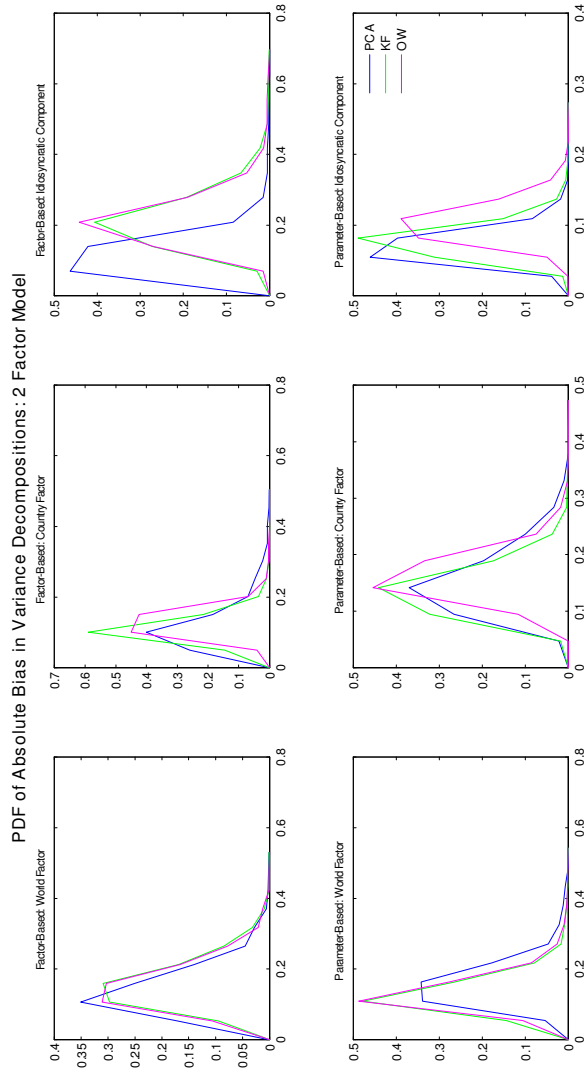 PDF of Absolute Bias in Variance Decompositions: 2 Factor Model
Factor-Based: World Factor
0.4
0.35
0.3
0.25
0.2
0.15
0.1
0.05
0
0 0.2 0.4 0.6 0.8
Factor-Based: Country Factor
0.7
0.6
0.5
0.4
0.3
0.2
0.1
0
0 0.2 0.4 0.6 0.8
Factor-Based: Idiosyncratic Component
0.5
0.4
0.3
0.2
0.1
0
0 0.2 0.4 0.6 0.8
Parameter-Based: World Factor
0.5
0.4
0.3
0.2
0.1
0
0 0.2 0.4 0.6 0.8
Parameter-Based: Country Factor
0.5
0.4
0.3
0.2
0.1
0
0 0.1 0.2 0.3 0.4 0.5
Parameter-Based: Idiosyncratic Component
0.5
0.4
0.3
0.2
0.1
0
0 0.1 0.2 0.3 0.4
PCA
KF
OW